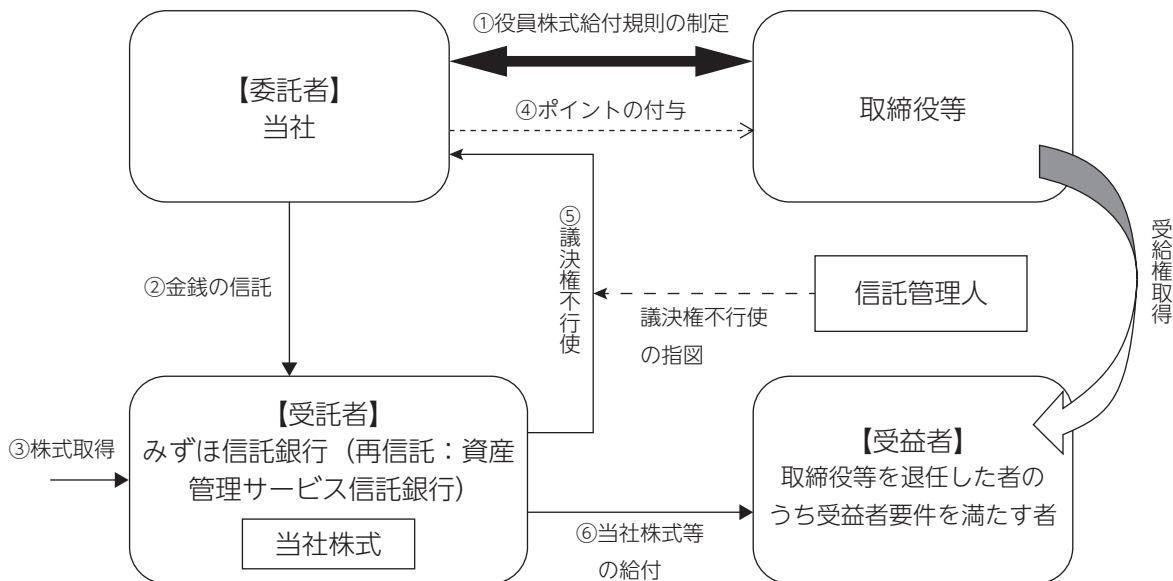 ①役員株式給付規則の制定
【委託者】
当社
④ポイントの付与
取締役等
②金銭の信託
⑤議決権不行使
議決権不行使
の指図
信託管理人
受給権取得
③株式取得
【受託者】
みずほ信託銀行（再信託：資産
管理サービス信託銀行）
当社株式
⑥当社株式等
の給付
【受益者】
取締役等を退任した者の
うち受益者要件を満たす者